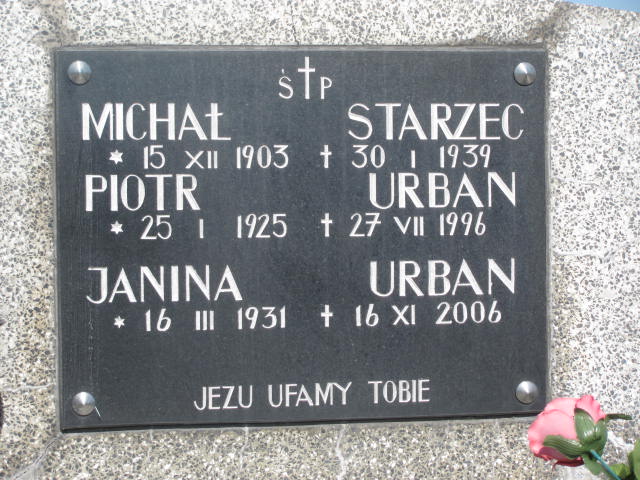 Ś†P
MICHAŁ STARZEC
* 15 XII 1903 † 30 I 1939
PIOTR URBAN
* 25 I 1925 † 27 VII 1996
JANINA URBAN
* 16 III 1931 † 16 XI 2006
JEZU UFAMY TOBIE